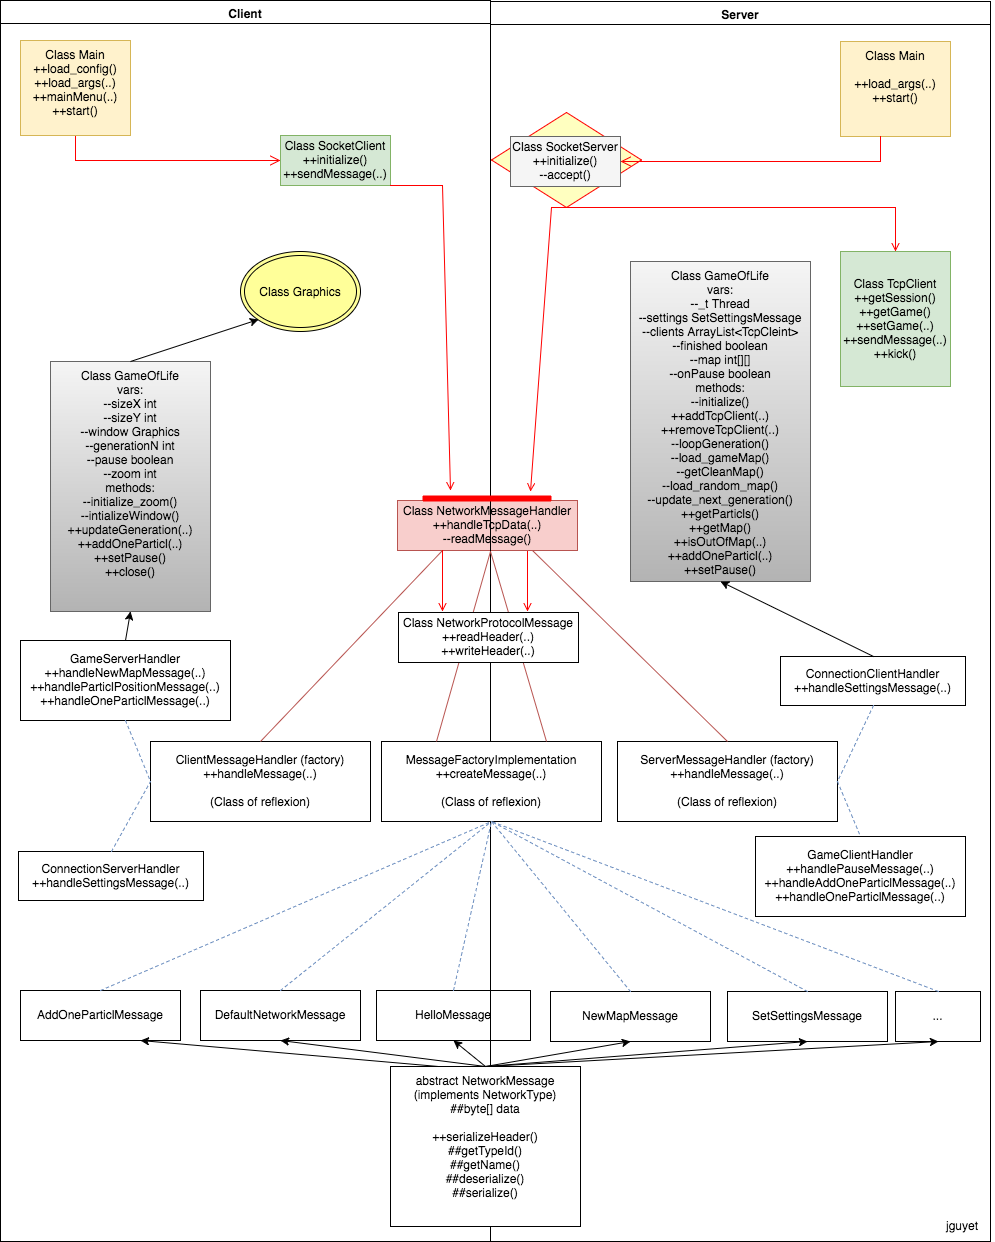 Client
Server
Class Main
++load_config()
++load_args(..)
++mainMenu(..)
++start()
Class SocketClient
++initialize()
++sendMessage(..)
Class SocketServer
++initialize()
--accept()
Class Main
++load_args(..)
++start()
Class Graphics
Class GameOfLife
vars:
--sizeX int
--sizeY int
--window Graphics
--generationN int
--pause boolean
--zoom int
methods:
--initialize_zoom()
--intializeWindow()
++updateGeneration(..)
++addOneParticl(..)
++setPause()
++close()
Class GameOfLife
vars:
--_t Thread
--settings SetSettingsMessage
--clients ArrayList<TcpCleint>
--finished boolean
--map int[][]
--onPause boolean
methods:
--initialize()
++addTcpClient(..)
++removeTcpClient(..)
--loopGeneration()
--load_gameMap()
--getCleanMap()
--load_random_map()
--update_next_generation()
++getParticls()
++getMap()
++isOutOfMap(..)
++addOneParticl(..)
++setPause()
Class TcpClient
++getSession()
++getGame()
++setGame(..)
++sendMessage(..)
++kick()
Class NetworkMessageHandler
++handleTcpData(..)
--readMessage()
Class NetworkProtocolMessage
++readHeader(..)
++writeHeader(..)
GameServerHandler
++handleNewMapMessage(..)
++handleParticlPositionMessage(..)
++handleOneParticlMessage(..)
ConnectionClientHandler
++handleSettingsMessage(..)
ClientMessageHandler (factory)
++handleMessage(..)
(Class of reflexion)
MessageFactoryImplementation
++createMessage(..)
(Class of reflexion)
ServerMessageHandler (factory)
++handleMessage(..)
(Class of reflexion)
ConnectionServerHandler
++handleSettingsMessage(..)
GameClientHandler
++handlePauseMessage(..)
++handleAddOneParticlMessage(..)
++handleOneParticlMessage(..)
AddOneParticlMessage
DefaultNetworkMessage
HelloMessage
NewMapMessage
SetSettingsMessage
...
abstract NetworkMessage
(implements NetworkType)
##byte[] data
++serializeHeader()
##getTypeId()
##getName()
##deserialize()
##serialize()
jguyet